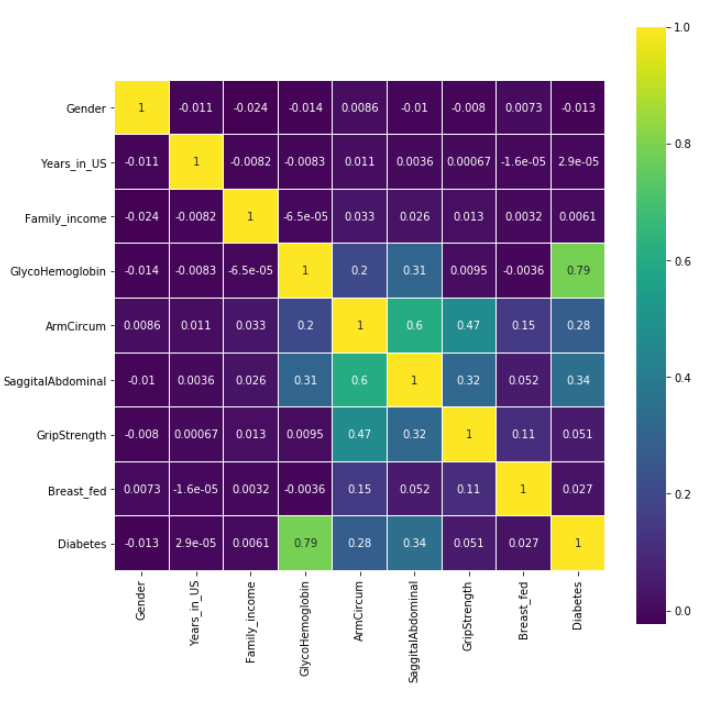 1.0
Gender 1 -0.011 -0.024 -0.014 0.0086 -0.01 -0.008 0.0073 -0.013
0.8
Years_in_US -0.011 1 -0.0082 -0.0083 0.011 0.0036 0.00067 -1.6e-05 2.9e-05
Family_income -0.024 -0.0082 1 -6.5e-05 0.033 0.026 0.013 0.0032 0.0061
0.6
GlycoHemoglobin -0.014 -0.0083 -6.5e-05 1 0.2 0.31 0.0095 -0.0036 0.79
ArmCircum 0.0086 0.011 0.033 0.2 1 0.6 0.47 0.15 0.28
0.4
SaggitalAbdominal -0.01 0.0036 0.026 0.31 0.6 1 0.32 0.052 0.34
GripStrength -0.008 0.00067 0.013 0.0095 0.47 0.32 1 0.11 0.051
0.2
Breast_fed 0.0073 -1.6e-05 0.0032 -0.0036 0.15 0.052 0.11 1 0.027
Diabetes -0.013 2.9e-05 0.0061 0.79 0.28 0.34 0.051 0.027 1
0.0
Gender
Years_in_US
Family_income
GlycoHemoglobin
ArmCircum
SaggitalAbdominal
GripStrength
Breast_fed
Diabetes